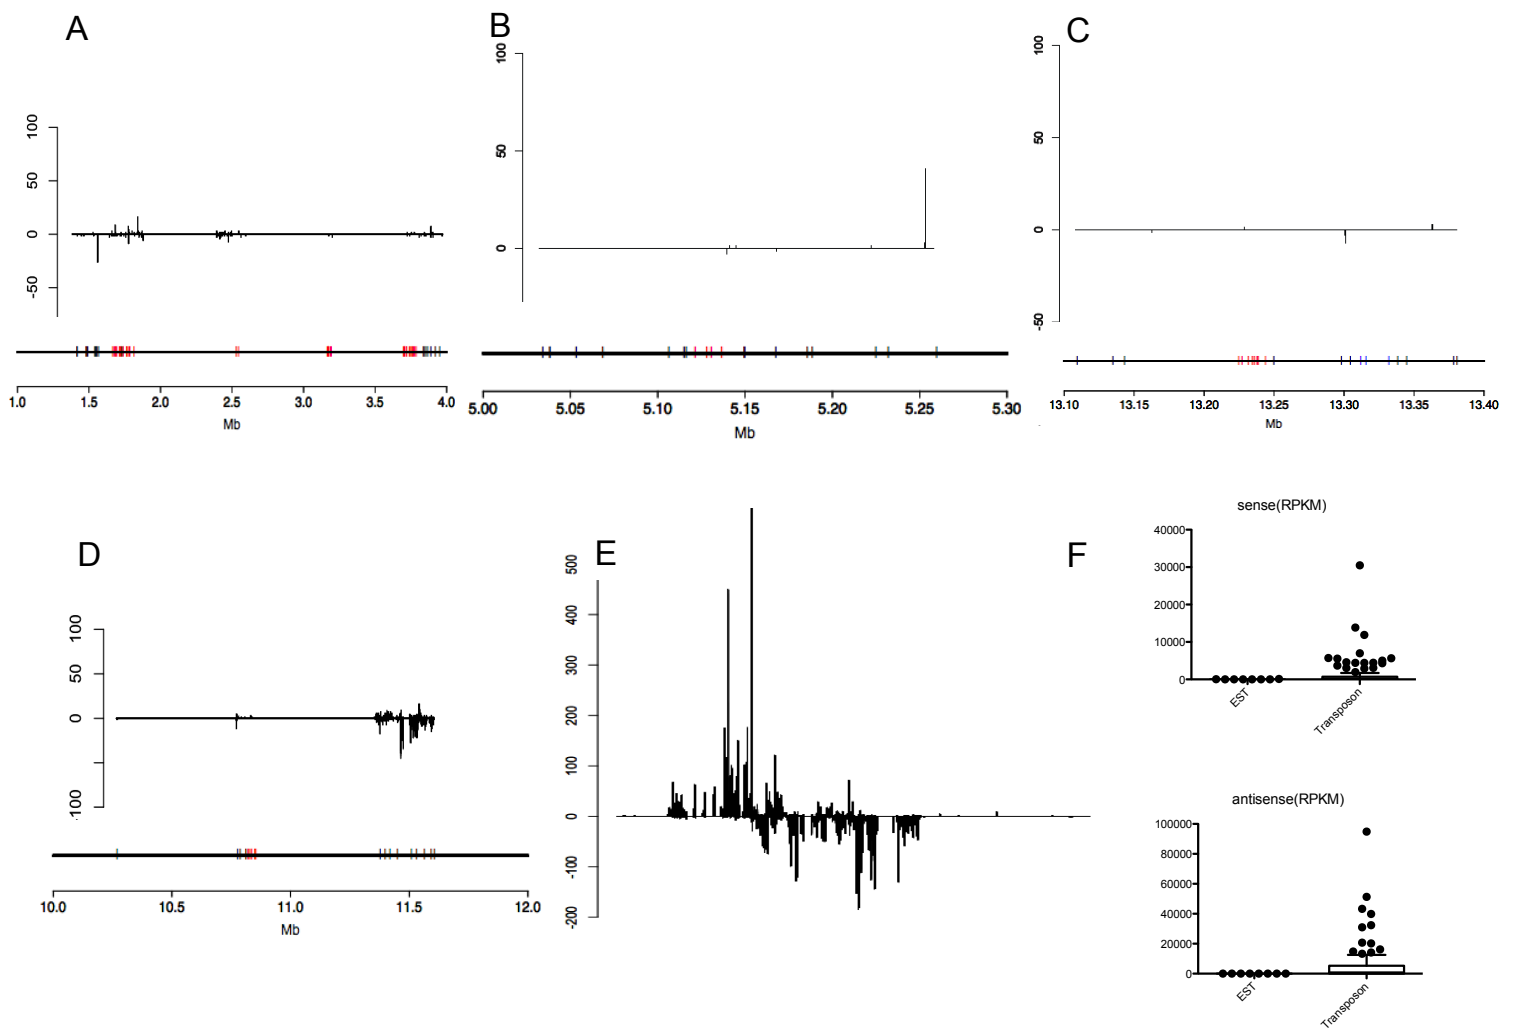 A
100
50
0
-50
1.0 1.5 2.0 2.5 3.0 3.5 4.0
Mb
B
100
50
0
5.00 5.05 5.10 5.15 5.20 5.25 5.30
Mb
C
100
50
0
-50
13.10 13.15 13.20 13.25 13.30 13.35 13.40
Mb
D
100
50
0
-100
10.0 10.5 11.0 11.5 12.0
Mb
E
500
400
300
200
100
0
-100
-200
F
sense(RPKM)
40000
30000
20000
10000
0
EST
Transposon
antisense(RPKM)
100000
80000
60000
40000
20000
0
EST
Transposon